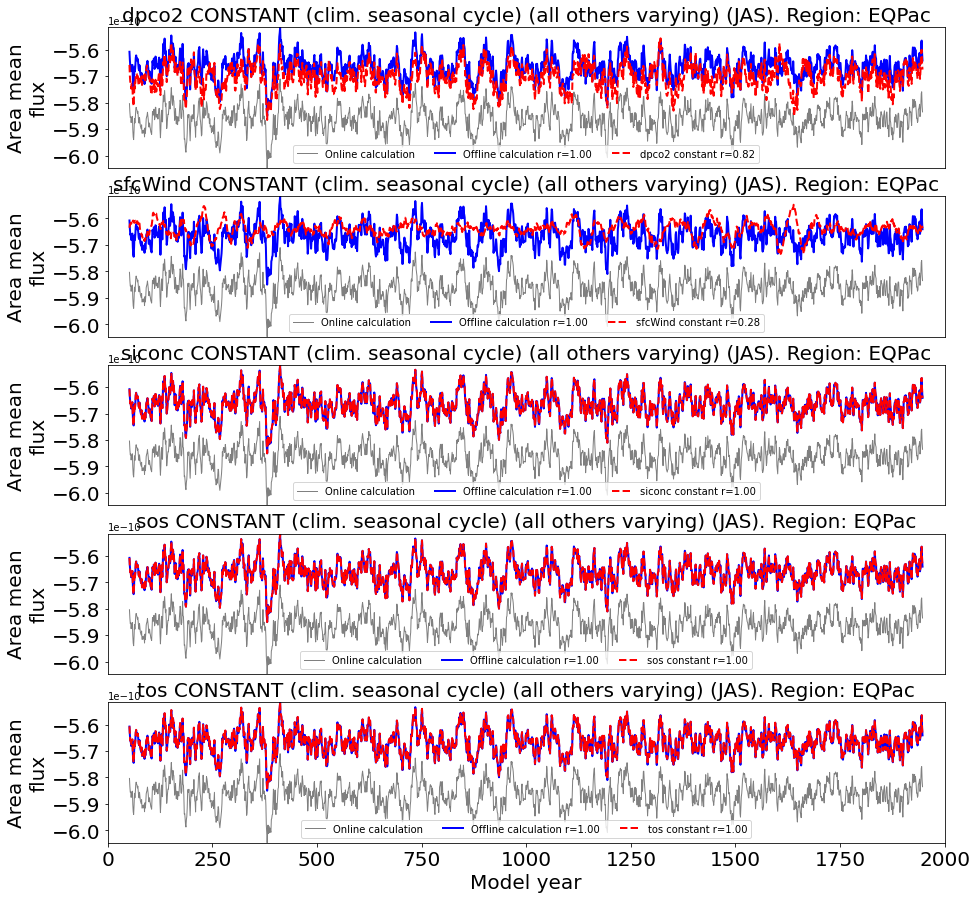 dpco2 CONSTANT (clim. seasonal cycle) (all others varying) (JAS). Region: EQPac
1e−10
−5.6
−5.7
−5.8
−5.9
−6.0
Area mean
flux
Online calculation
Offline calculation r=1.00
dpco2 constant r=0.82
sfcWind CONSTANT (clim. seasonal cycle) (all others varying) (JAS). Region: EQPac
1e−10
−5.6
−5.7
−5.8
−5.9
−6.0
Area mean
flux
Online calculation
Offline calculation r=1.00
sfcWind constant r=0.28
siconc CONSTANT (clim. seasonal cycle) (all others varying) (JAS). Region: EQPac
1e−10
−5.6
−5.7
−5.8
−5.9
−6.0
Area mean
flux
Online calculation
Offline calculation r=1.00
siconc constant r=1.00
sos CONSTANT (clim. seasonal cycle) (all others varying) (JAS). Region: EQPac
1e−10
−5.6
−5.7
−5.8
−5.9
−6.0
Area mean
flux
Online calculation
Offline calculation r=1.00
sos constant r=1.00
tos CONSTANT (clim. seasonal cycle) (all others varying) (JAS). Region: EQPac
1e−10
−5.6
−5.7
−5.8
−5.9
−6.0
Area mean
flux
Online calculation
Offline calculation r=1.00
tos constant r=1.00
0
250
500
750
1000
1250
1500
1750
2000
Model year